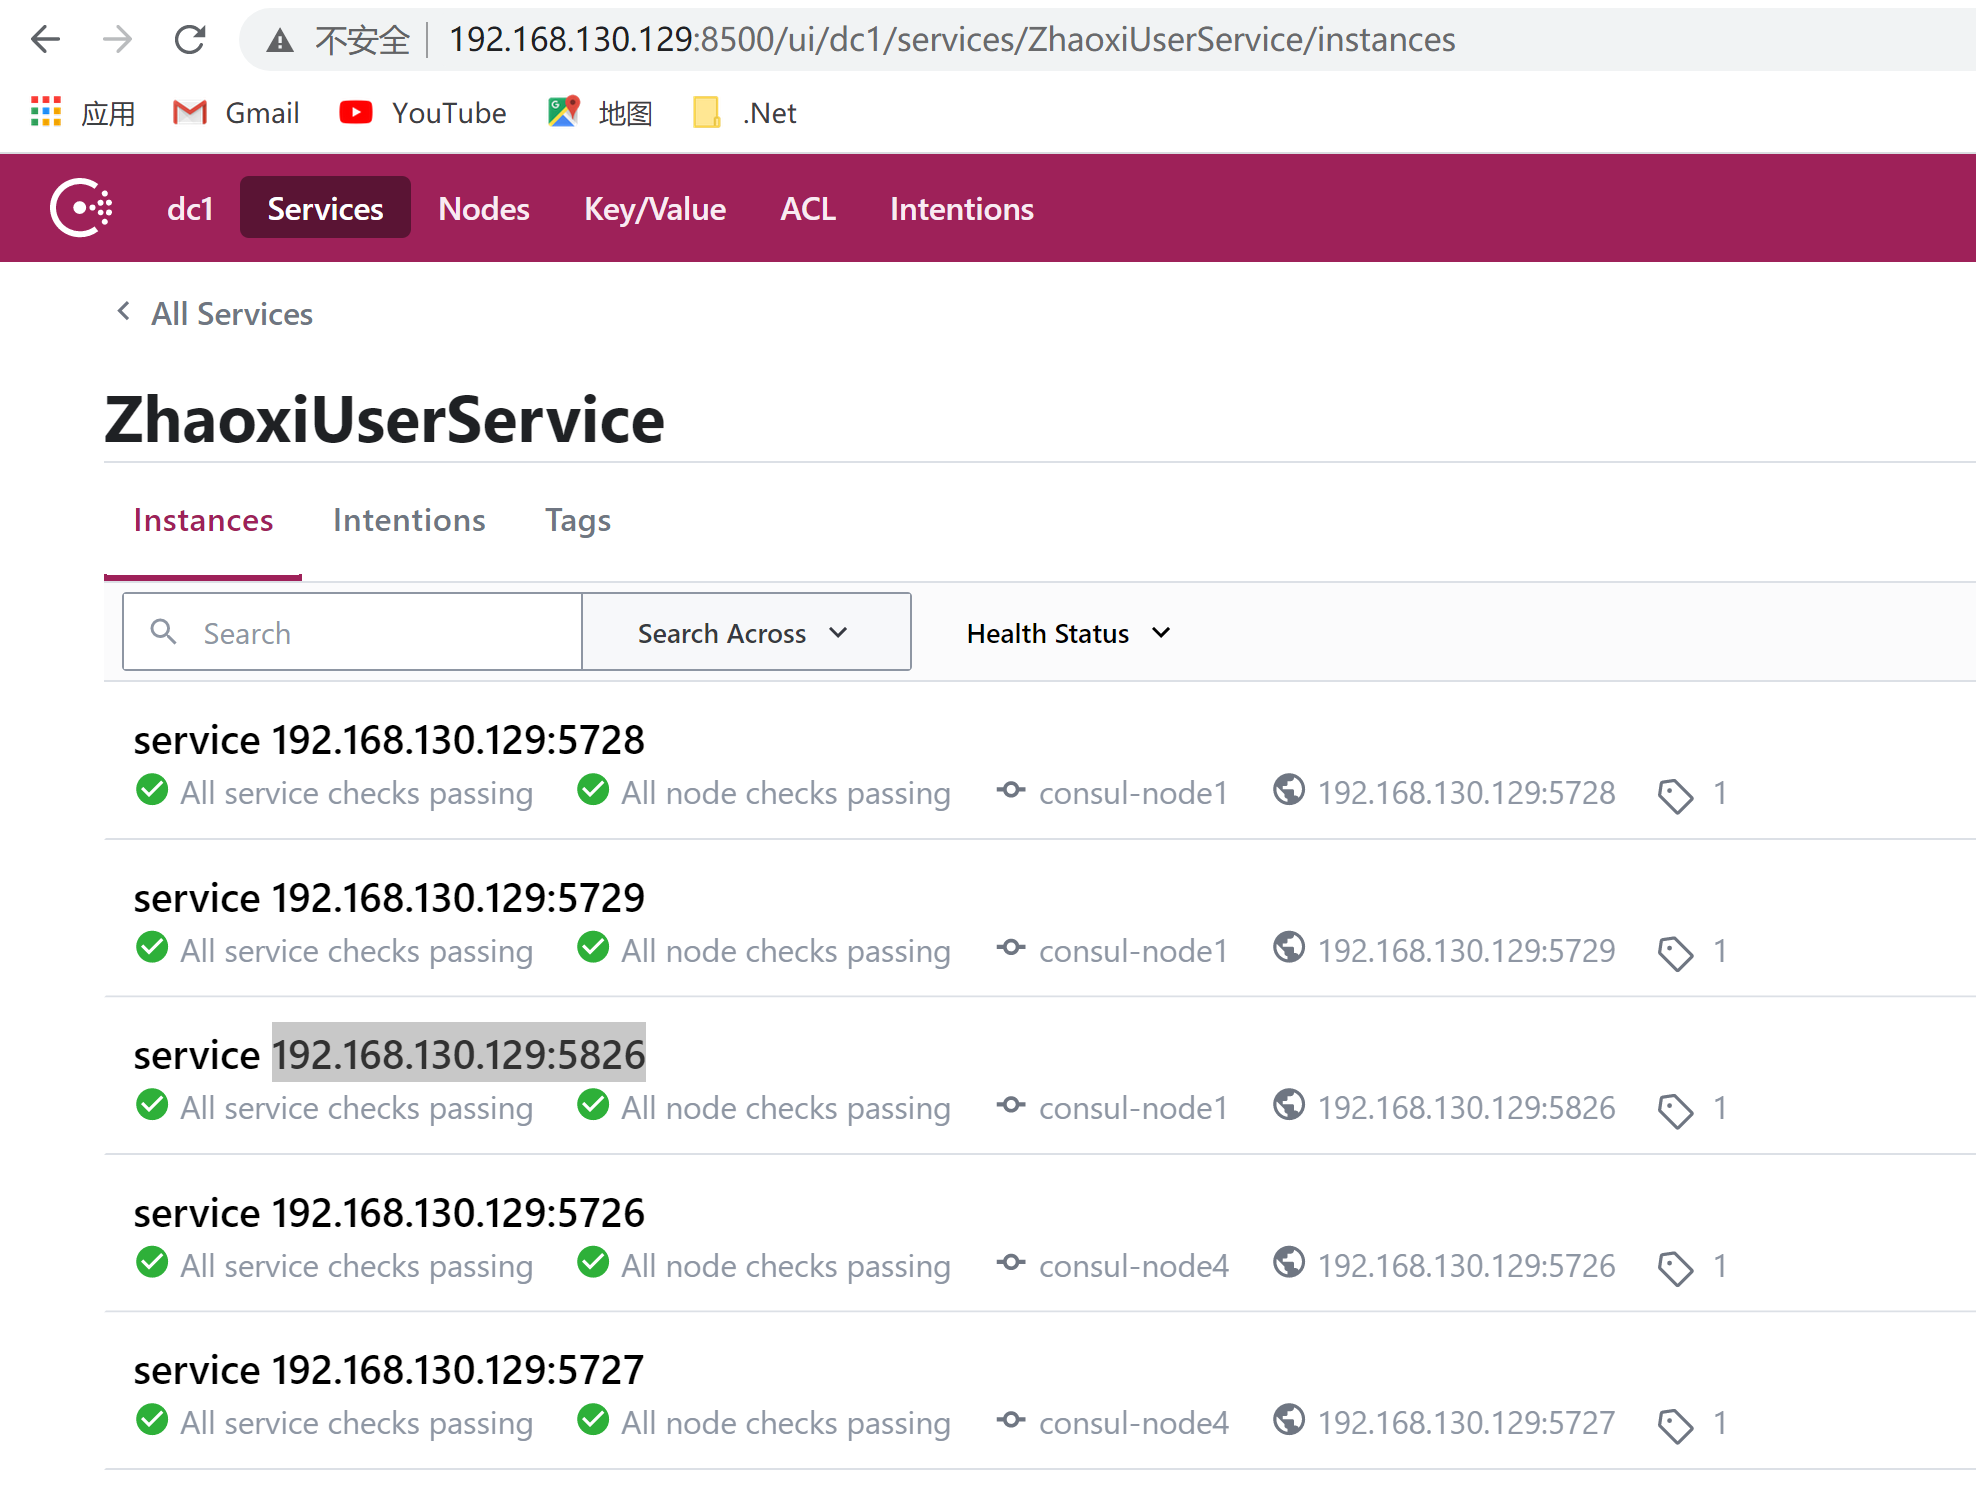 不安全 192.168.130.129:8500/ui/dc1/services/ZhaoxiUserService/instances
应用 Gmail YouTube 地图 .Net
dc1 Services Nodes Key/Value ACL Intentions
All Services
ZhaoxiUserService
Instances Intentions Tags
Search Search Across Health Status
service 192.168.130.129:5728
All service checks passing All node checks passing consul-node1 192.168.130.129:5728 1
service 192.168.130.129:5729
All service checks passing All node checks passing consul-node1 192.168.130.129:5729 1
service 192.168.130.129:5826
All service checks passing All node checks passing consul-node1 192.168.130.129:5826 1
service 192.168.130.129:5726
All service checks passing All node checks passing consul-node4 192.168.130.129:5726 1
service 192.168.130.129:5727
All service checks passing All node checks passing consul-node4 192.168.130.129:5727 1